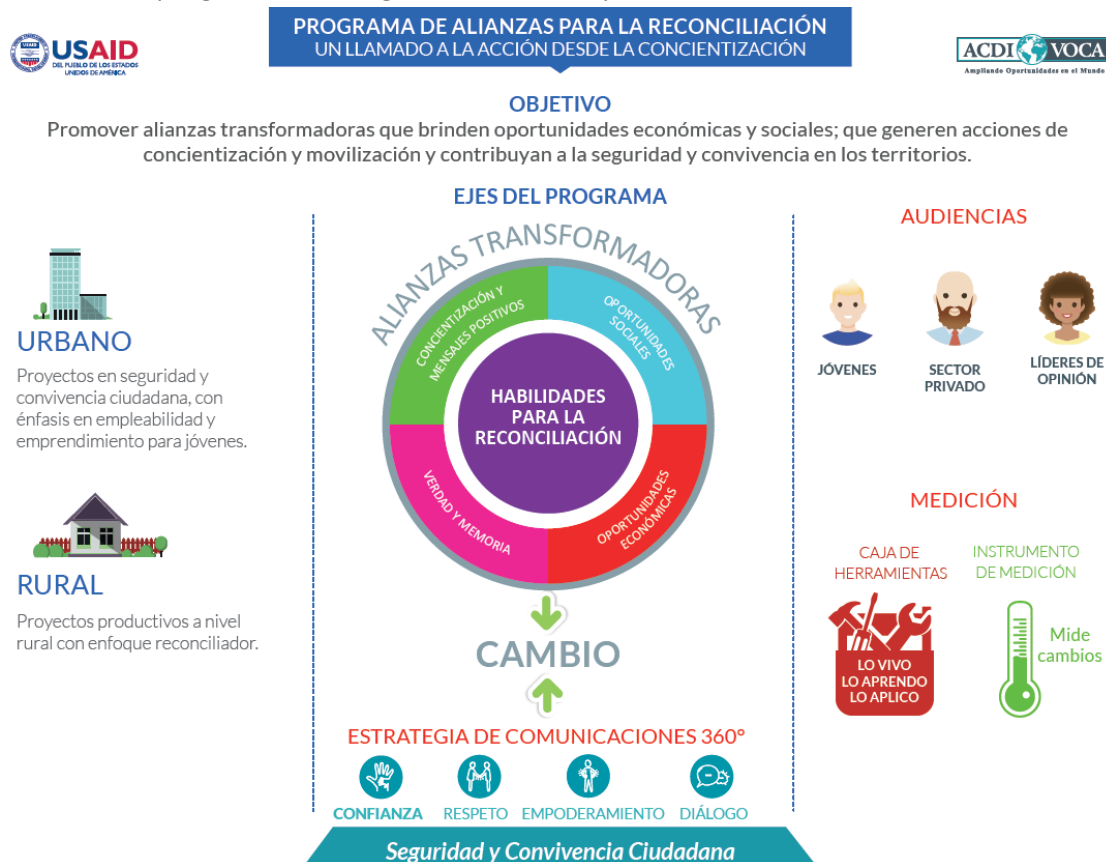 PROGRAMA DE ALIANZAS PARA LA RECONCILIACIÓN
UN LLAMADO A LA ACCIÓN DESDE LA CONCIENTIZACIÓN
USAID
DEL PUEBLO DE LOS ESTADOS
UNIDOS DE AMÉRICA
ACDI VOCA
Ampliando Oportunidades en el Mundo
OBJETIVO
Promover alianzas transformadoras que brinden oportunidades económicas y sociales; que generen acciones de
concientización y movilización y contribuyan a la seguridad y convivencia en los territorios.
URBANO
Proyectos en seguridad y
convivencia ciudadana, con
énfasis en empleabilidad y
emprendimiento para jóvenes.
RURAL
Proyectos productivos a nivel
rural con enfoque reconciliador.
EJES DEL PROGRAMA
ALIANZAS TRANSFORMADORAS
CONCIENTIZACIÓN Y
MENSAJES POSITIVOS
OPORTUNIDADES
SOCIALES
HABILIDADES
PARA LA
RECONCILIACIÓN
VERDAD Y MEMORIA
OPORTUNIDADES
ECONÓMICAS
CAMBIO
ESTRATEGIA DE COMUNICACIONES 360°
CONFIANZA
RESPETO
EMPODERAMIENTO
DIÁLOGO
Seguridad y Convivencia Ciudadana
AUDIENCIAS
JÓVENES
SECTOR
PRIVADO
LÍDERES DE
OPINIÓN
MEDICIÓN
CAJA DE
HERRAMIENTAS
LO VIVO
LO APRENDO
LO APLICO
INSTRUMENTO
DE MEDICIÓN
Mide
cambios